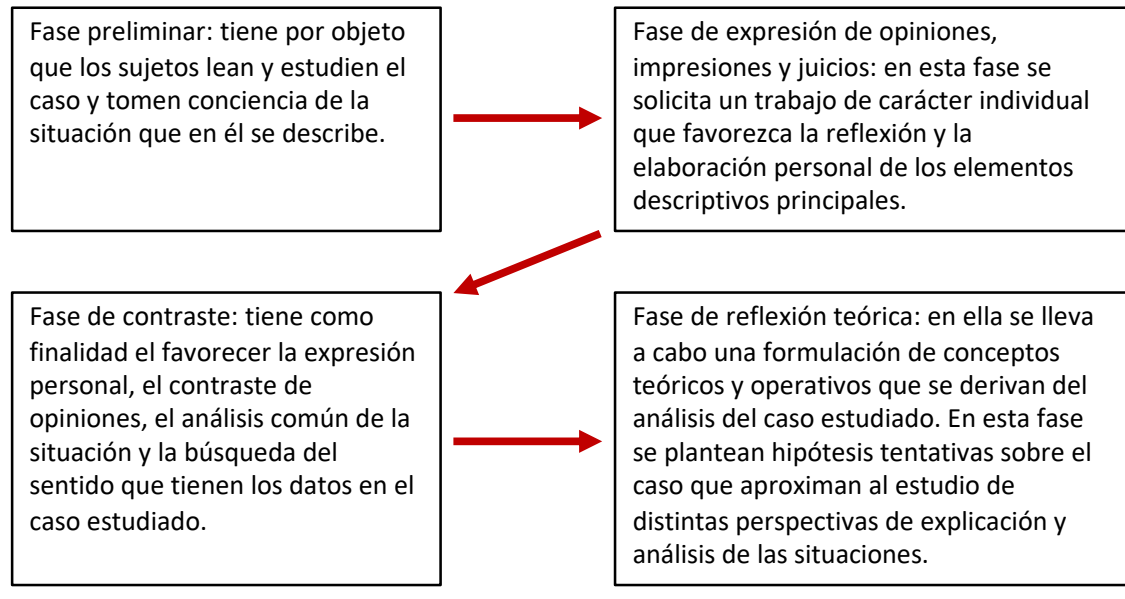 Fase preliminar: tiene por objeto
que los sujetos lean y estudien el
caso y tomen conciencia de la
situación que en él se describe.
Fase de expresión de opiniones,
impresiones y juicios: en esta fase se
solicita un trabajo de carácter individual
que favorezca la reflexión y la
elaboración personal de los elementos
descriptivos principales.
Fase de contraste: tiene como
finalidad el favorecer la expresión
personal, el contraste de
opiniones, el análisis común de la
situación y la búsqueda del
sentido que tienen los datos en el
caso estudiado.
Fase de reflexión teórica: en ella se lleva
a cabo una formulación de conceptos
teóricos y operativos que se derivan del
análisis del caso estudiado. En esta fase
se plantean hipótesis tentativas sobre el
caso que aproximan al estudio de
distintas perspectivas de explicación y
análisis de las situaciones.